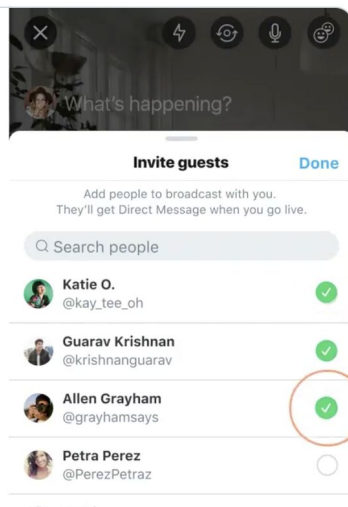 What's happening?
Invite guests
Done
Add people to broadcast with you.
They'll get Direct Message when you go live.
Search people
Katie O.
@kay_tee_oh
Guarav Krishnan
@krishnanguarav
Allen Grayham
@grayhamsays
Petra Perez
@PerezPetraz